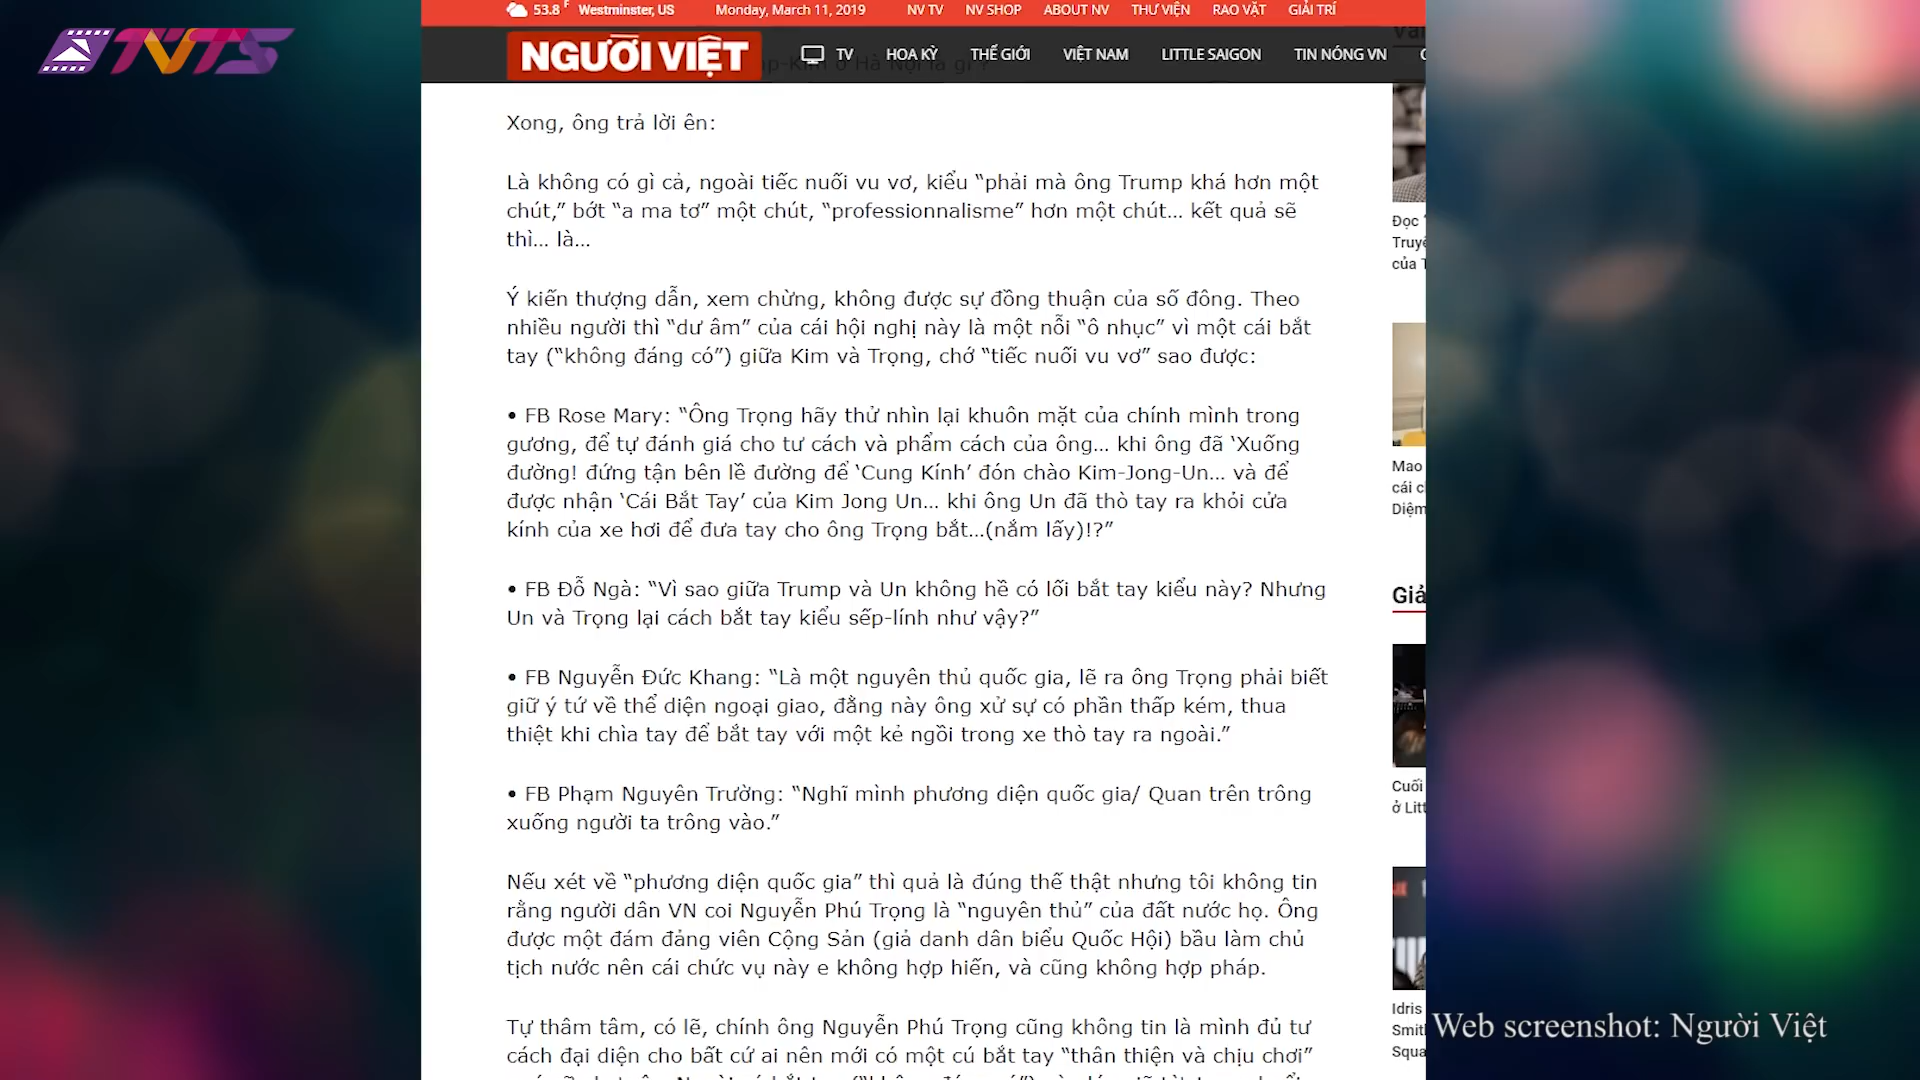 TVTS
53.8 F Westminster, US Monday, March 11, 2019 NV TV NV SHOP ABOUT NV THƯ VIỆN RAO VẶT GIẢI TRÍ
NGƯỜI VIỆT TV HOA KỲ THẾ GIỚI VIỆT NAM LITTLE SAIGON TIN NÓNG VN
Xong, ông trả lời ên:
Là không có gì cả, ngoài tiếc nuối vu vơ, kiểu “phải mà ông Trump khá hơn một
chút,” bớt “a ma tơ” một chút, “professionnalisme” hơn một chút… kết quả sẽ
thì… là…
Ý kiến thượng dẫn, xem chừng, không được sự đồng thuận của số đông. Theo
nhiều người thì “dư âm” của cái hội nghị này là một nỗi “ô nhục” vì một cái bắt
tay (“không đáng có”) giữa Kim và Trọng, chớ “tiếc nuối vu vơ” sao được:
• FB Rose Mary: “Ông Trọng hãy thử nhìn lại khuôn mặt của chính mình trong
gương, để tự đánh giá cho tư cách và phẩm cách của ông… khi ông đã ‘Xuống
đường! đứng tận bên lề đường để ‘Cung Kính’ đón chào Kim-Jong-Un… và để
được nhận ‘Cái Bắt Tay’ của Kim Jong Un… khi ông Un đã thò tay ra khỏi cửa
kính của xe hơi để đưa tay cho ông Trọng bắt…(nắm lấy)!?”
• FB Đỗ Ngà: “Vì sao giữa Trump và Un không hề có lối bắt tay kiểu này? Nhưng
Un và Trọng lại cách bắt tay kiểu sếp-lính như vậy?”
• FB Nguyễn Đức Khang: “Là một nguyên thủ quốc gia, lẽ ra ông Trọng phải biết
giữ ý tứ về thể diện ngoại giao, đằng này ông xử sự có phần thấp kém, thua
thiệt khi chìa tay để bắt tay với một kẻ ngồi trong xe thò tay ra ngoài.”
• FB Phạm Nguyên Trường: “Nghĩ mình phương diện quốc gia/ Quan trên trông
xuống người ta trông vào.”
Nếu xét về “phương diện quốc gia” thì quả là đúng thế thật nhưng tôi không tin
rằng người dân VN coi Nguyễn Phú Trọng là “nguyên thủ” của đất nước họ. Ông
được một đám đảng viên Cộng Sản (giả danh dân biểu Quốc Hội) bầu làm chủ
tịch nước nên cái chức vụ này e không hợp hiến, và cũng không hợp pháp.
Tự thâm tâm, có lẽ, chính ông Nguyễn Phú Trọng cũng không tin là mình đủ tư
cách đại diện cho bất cứ ai nên mới có một cú bắt tay “thân thiện và chịu chơi”
Đọc
Truyệ
của T
Mao
cái c
Diệm
Giả
Cuối
ở Litt
Idris
Smit
Squa
Web screenshot: Người Việt